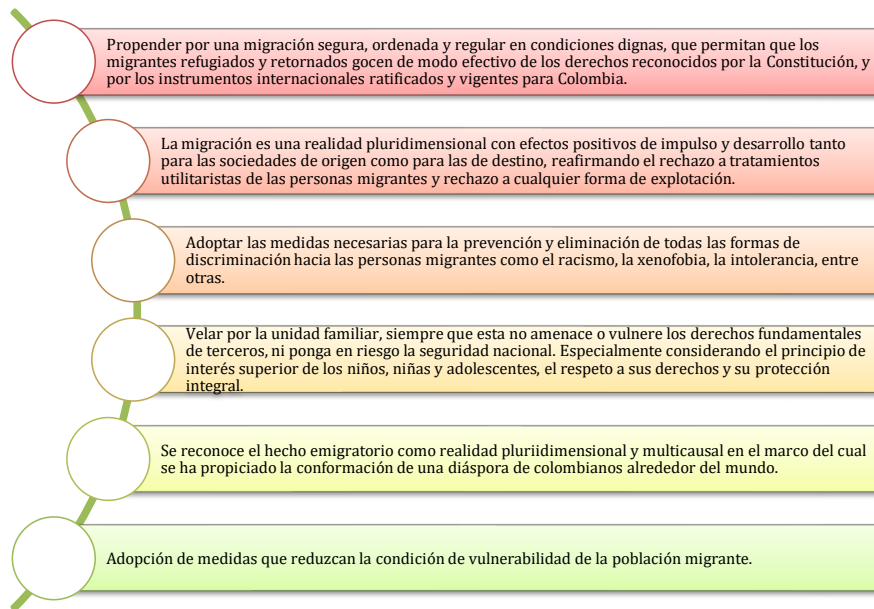 Propender por una migración segura, ordenada y regular en condiciones dignas, que permitan que los
migrantes refugiados y retornados gocen de modo efectivo de los derechos reconocidos por la Constitución, y
por los instrumentos internacionales ratificados y vigentes para Colombia.
La migración es una realidad pluridimensional con efectos positivos de impulso y desarrollo tanto
para las sociedades de origen como para las de destino, reafirmando el rechazo a tratamientos
utilitaristas de las personas migrantes y rechazo a cualquier forma de explotación.
Adoptar las medidas necesarias para la prevención y eliminación de todas las formas de
discriminación hacia las personas migrantes como el racismo, la xenofobia, la intolerancia, entre
otras.
Velar por la unidad familiar, siempre que esta no amenace o vulnere los derechos fundamentales
de terceros, ni ponga en riesgo la seguridad nacional. Especialmente considerando el principio de
interés superior de los niños, niñas y adolescentes, el respeto a sus derechos y su protección
integral.
Se reconoce el hecho emigratorio como realidad pluriidimensional y multicausal en el marco del cual
se ha propiciado la conformación de una diáspora de colombianos alrededor del mundo.
Adopción de medidas que reduzcan la condición de vulnerabilidad de la población migrante.